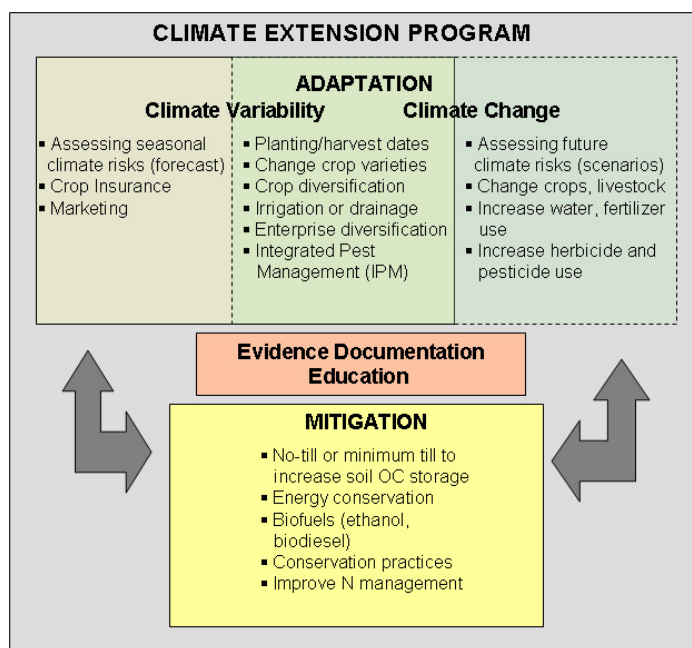 CLIMATE EXTENSION PROGRAM
ADAPTATION
Climate Variability
Climate Change
▪ Assessing seasonal
climate risks (forecast)
▪ Crop Insurance
▪ Marketing
▪ Planting/harvest dates
▪ Change crop varieties
▪ Crop diversification
▪ Irrigation or drainage
▪ Enterprise diversification
▪ Integrated Pest
Management (IPM)
▪ Assessing future
climate risks (scenarios)
▪ Change crops, livestock
▪ Increase water, fertilizer
use
▪ Increase herbicide and
pesticide use
Evidence Documentation
Education
MITIGATION
▪ No-till or minimum till to
increase soil OC storage
▪ Energy conservation
▪ Biofuels (ethanol,
biodiesel)
▪ Conservation practices
▪ Improve N management